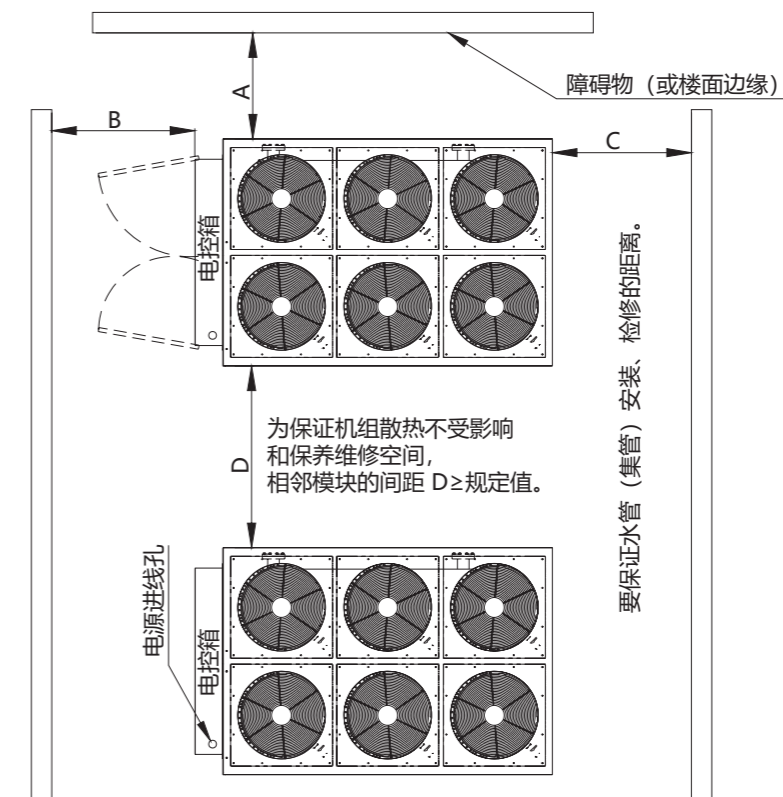 障碍物（或楼面边缘）
A
B
C
电控箱
要保证水管（集管）安装、检修的距离。
D
为保证机组散热不受影响
和保养维修空间，
相邻模块的间距 D≥规定值。
电源进线孔
电控箱